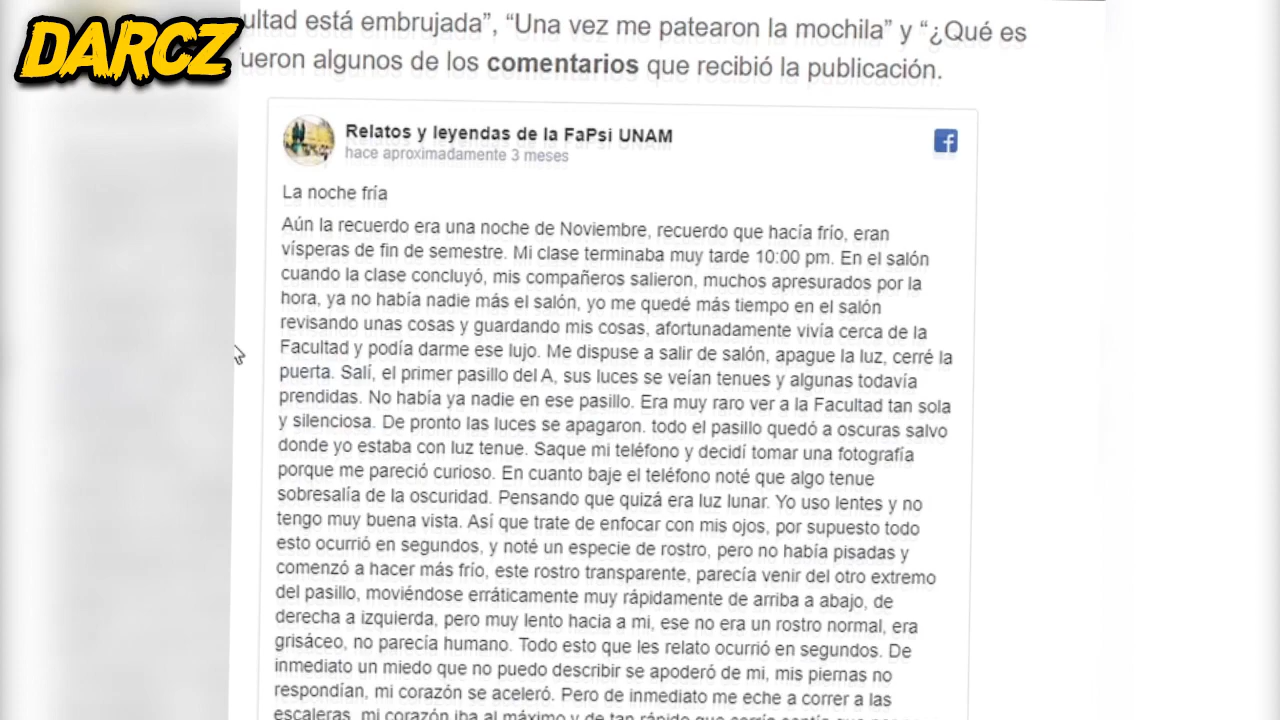 DARCZ
ultad está embrujada”, “Una vez me patearon la mochila” y “¿Qué es
ueron algunos de los comentarios que recibió la publicación.
Relatos y leyendas de la FaPsi UNAM
hace aproximadamente 3 meses
La noche fría
Aún la recuerdo era una noche de Noviembre, recuerdo que hacía frío, eran
vísperas de fin de semestre. Mi clase terminaba muy tarde 10:00 pm. En el salón
cuando la clase concluyó, mis compañeros salieron, muchos apresurados por la
hora, ya no había nadie más el salón, yo me quedé más tiempo en el salón
revisando unas cosas y guardando mis cosas, afortunadamente vivía cerca de la
Facultad y podía darme ese lujo. Me dispuse a salir de salón, apague la luz, cerré la
puerta. Salí, el primer pasillo del A, sus luces se veían tenues y algunas todavía
prendidas. No había ya nadie en ese pasillo. Era muy raro ver a la Facultad tan sola
y silenciosa. De pronto las luces se apagaron. todo el pasillo quedó a oscuras salvo
donde yo estaba con luz tenue. Saque mi teléfono y decidí tomar una fotografía
porque me pareció curioso. En cuanto baje el teléfono noté que algo tenue
sobresalía de la oscuridad. Pensando que quizá era luz lunar. Yo uso lentes y no
tengo muy buena vista. Así que trate de enfocar con mis ojos, por supuesto todo
esto ocurrió en segundos, y noté un especie de rostro, pero no había pisadas y
comenzó a hacer más frío, este rostro transparente, parecía venir del otro extremo
del pasillo, moviéndose erráticamente muy rápidamente de arriba a abajo, de
derecha a izquierda, pero muy lento hacia a mi, ese no era un rostro normal, era
grisáceo, no parecía humano. Todo esto que les relato ocurrió en segundos. De
inmediato un miedo que no puedo describir se apoderó de mi, mis piernas no
respondían, mi corazón se aceleró. Pero de inmediato me eche a correr a las
escaleras, mi corazón iba al máximo y de tan rápido que corría sentía que